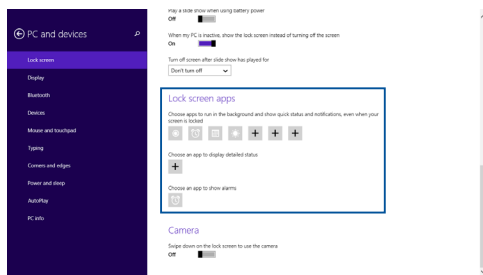 PC and devices
Lock screen
Display
Bluetooth
Devices
Mouse and touchpad
Typing
Corners and edges
Power and sleep
AutoPlay
PC info
Play a slide show when using battery power
Off
When my PC is inactive, show the lock screen instead of turning off the screen
On
Turn off screen after slide show has played for
Don't turn off
Lock screen apps
Choose apps to run in the background and show quick status and notifications, even when your
screen is locked
Choose an app to display detailed status
Choose an app to show alarms
Camera
Swipe down on the lock screen to use the camera
Off